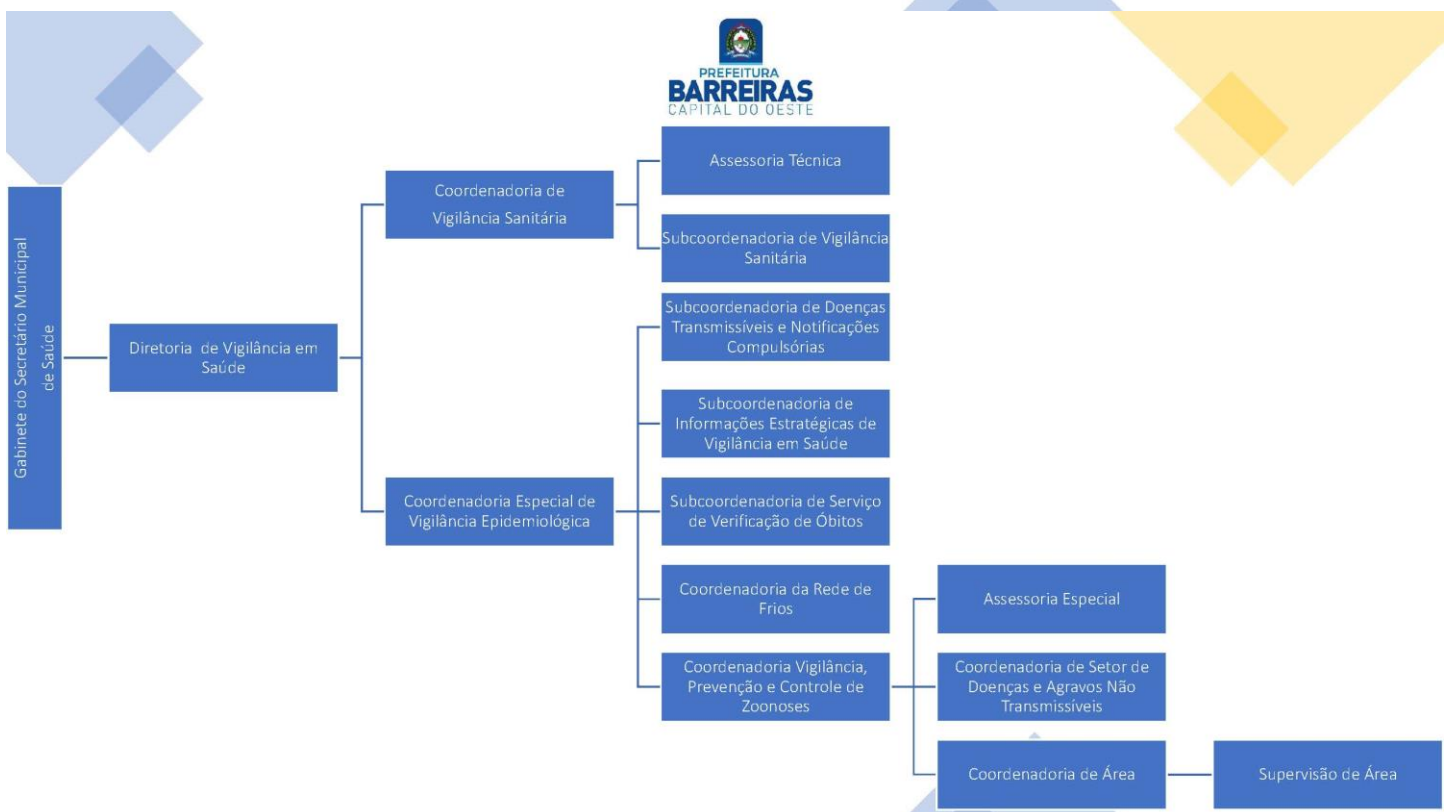 PREFEITURA
BARREIRAS
CAPITAL DO OESTE
Gabinete do Secretário Municipal
de Saúde
Diretoria de Vigilância em
Saúde
Coordenadoria de
Vigilância Sanitária
Assessoria Técnica
Subcoordenadoria de Vigilância
Sanitária
Coordenadoria Especial de
Vigilância Epidemiológica
Subcoordenadoria de Doenças
Transmissíveis e Notificações
Compulsórias
Subcoordenadoria de
Informações Estratégicas de
Vigilância em Saúde
Subcoordenadoria de Serviço
de Verificação de Óbitos
Coordenadoria da Rede de
Frios
Coordenadoria Vigilância,
Prevenção e Controle de
Zoonoses
Assessoria Especial
Coordenadoria de Setor de
Doenças e Agravos Não
Transmissíveis
Coordenadoria de Área
Supervisão de Área